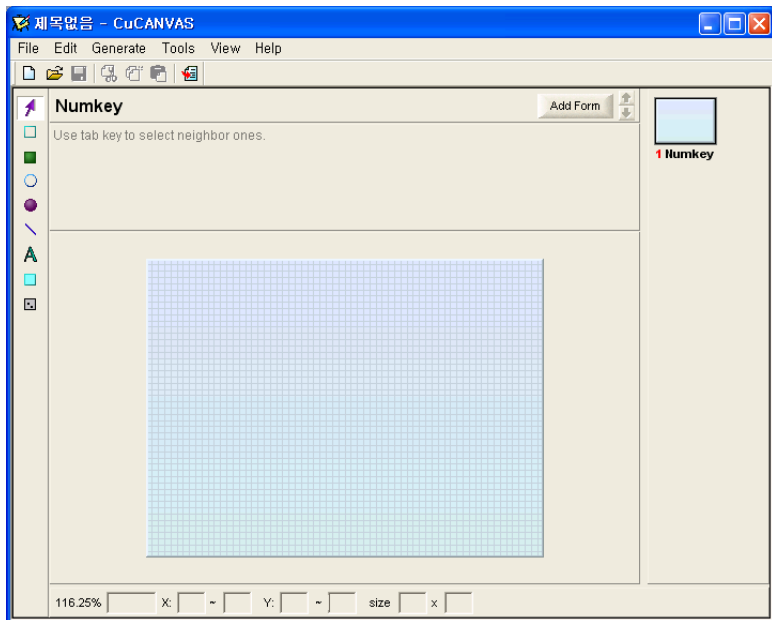 제목없음 - CuCANVAS
File Edit Generate Tools View Help
Numkey
Add Form
Use tab key to select neighbor ones.
1 Numkey
A
116.25% X: ~ Y: ~ size x